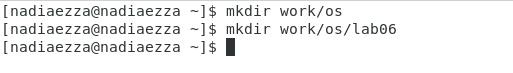 [nadiaezza@nadiaezza ~]$ mkdir work/os
[nadiaezza@nadiaezza ~]$ mkdir work/os/lab06
[nadiaezza@nadiaezza ~]$